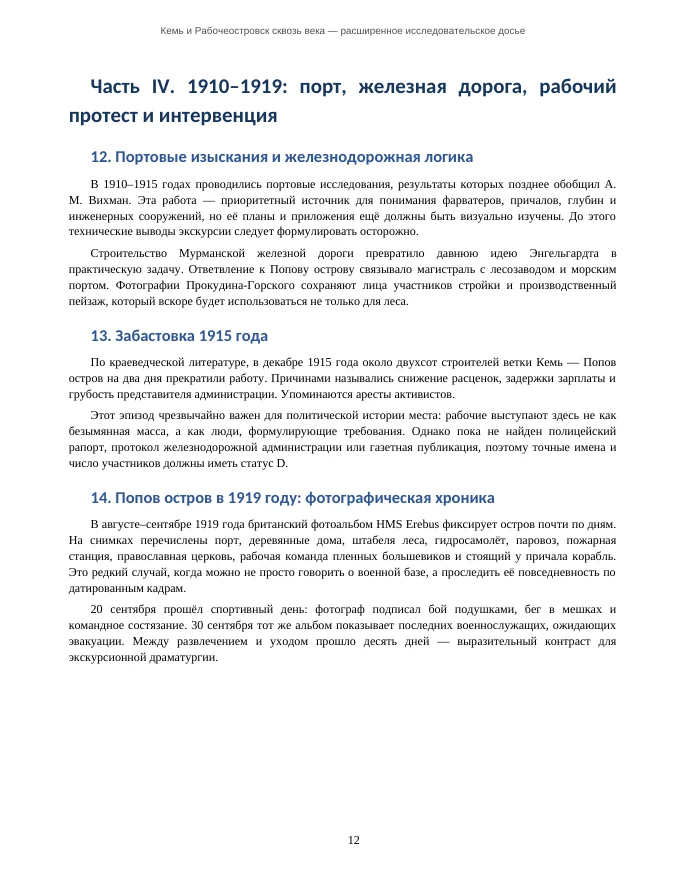 Кемь и Рабочеостровск сквозь века — расширенное исследовательское досье
Часть IV. 1910–1919: порт, железная дорога, рабочий
протест и интервенция
12. Портовые изыскания и железнодорожная логика
В 1910–1915 годах проводились портовые исследования, результаты которых позднее обобщил А.
М. Вихман. Эта работа — приоритетный источник для понимания фарватеров, причалов, глубин и
инженерных сооружений, но её планы и приложения ещё должны быть визуально изучены. До этого
технические выводы экскурсии следует формулировать осторожно.
Строительство Мурманской железной дороги превратило давнюю идею Энгельгардта в
практическую задачу. Ответвление к Попову острову связывало магистраль с лесозаводом и морским
портом. Фотографии Прокудина-Горского сохраняют лица участников стройки и производственный
пейзаж, который вскоре будет использоваться не только для леса.
13. Забастовка 1915 года
По краеведческой литературе, в декабре 1915 года около двухсот строителей ветки Кемь — Попов
остров на два дня прекратили работу. Причинами назывались снижение расценок, задержки зарплаты и
грубость представителя администрации. Упоминаются аресты активистов.
Этот эпизод чрезвычайно важен для политической истории места: рабочие выступают здесь не как
безымянная масса, а как люди, формулирующие требования. Однако пока не найден полицейский
рапорт, протокол железнодорожной администрации или газетная публикация, поэтому точные имена и
число участников должны иметь статус D.
14. Попов остров в 1919 году: фотографическая хроника
В августе–сентябре 1919 года британский фотоальбом HMS Erebus фиксирует остров почти по дням.
На снимках перечислены порт, деревянные дома, штабеля леса, гидросамолёт, паровоз, пожарная
станция, православная церковь, рабочая команда пленных большевиков и стоящий у причала корабль.
Это редкий случай, когда можно не просто говорить о военной базе, а проследить её повседневность по
датированным кадрам.
20 сентября прошёл спортивный день: фотограф подписал бой подушками, бег в мешках и
командное состязание. 30 сентября тот же альбом показывает последних военнослужащих, ожидающих
эвакуации. Между развлечением и уходом прошло десять дней — выразительный контраст для
экскурсионной драматургии.
12